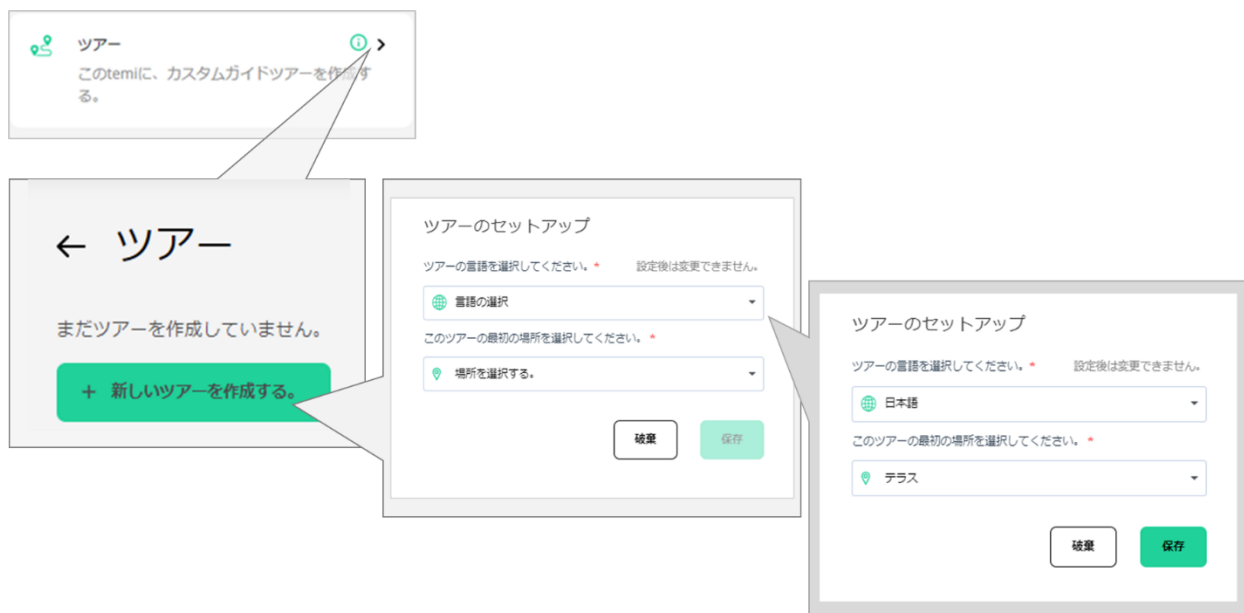 ツアー
このtemiに、カスタムガイドツアーを作成す
る。
← ツアー
まだツアーを作成していません。
+ 新しいツアーを作成する。
ツアーのセットアップ
ツアーの言語を選択してください。* 設定後は変更できません。
言語の選択
このツアーの最初の場所を選択してください。*
場所を選択する。
破棄 保存
ツアーのセットアップ
ツアーの言語を選択してください。* 設定後は変更できません。
日本語
このツアーの最初の場所を選択してください。*
テラス
破棄 保存